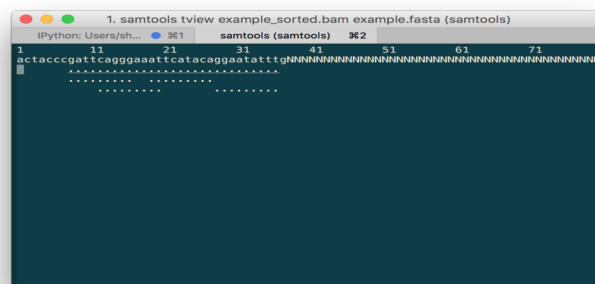 1. samtools tview example_sorted.bam example.fasta (samtools)
IPython: Users/sh... ⌘1 samtools (samtools) ⌘2
1 11 21 31 41 51 61 71
actacccgattcagggaaattcatacaggaatatttgNNNNNNNNNNNNNNNNNNNNNNNNNNNNNNNNNNNNNNNNNN
.............................
......... .........
......... .........